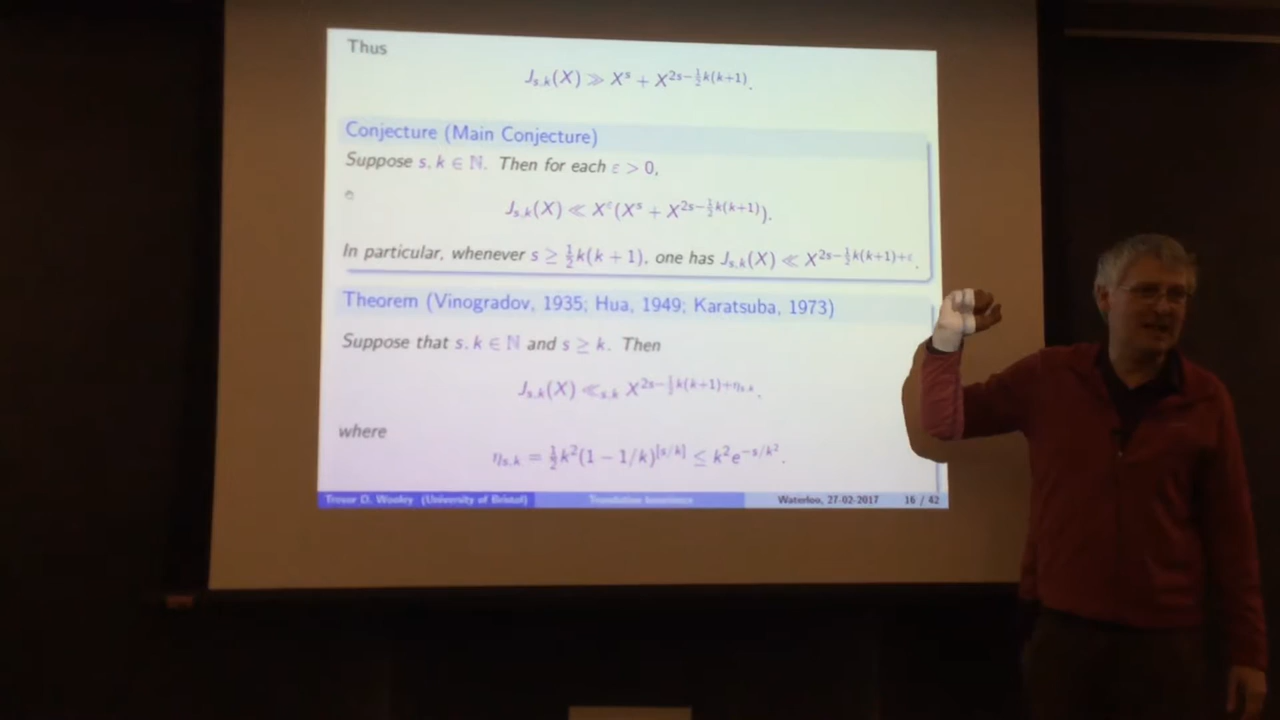 Thus
J_{s,k}(X) ≫ X^s + X^{2s−½k(k+1)}.
Conjecture (Main Conjecture)
Suppose s, k ∈ ℕ. Then for each ε > 0,
J_{s,k}(X) ≪ X^ε(X^s + X^{2s−½k(k+1)}).
In particular, whenever s ≥ ½k(k + 1), one has J_{s,k}(X) ≪ X^{2s−½k(k+1)+ε}.
Theorem (Vinogradov, 1935; Hua, 1949; Karatsuba, 1973)
Suppose that s, k ∈ ℕ and s ≥ k. Then
J_{s,k}(X) ≪_{s,k} X^{2s−½k(k+1)+η_{s,k}},
where
η_{s,k} = ½k²(1 − 1/k)^{[s/k]} ≤ k²e^{−s/k²}.
Trevor D. Wooley (University of Bristol) Translation Invariance Waterloo, 27-02-2017 16 / 42